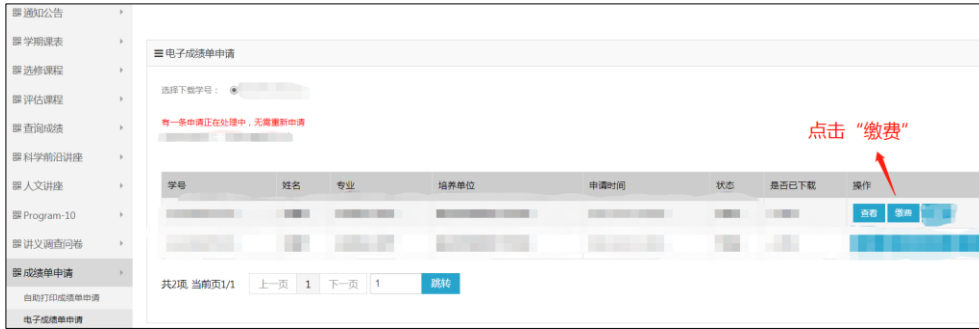 通知公告
学期课表
选修课程
评估课程
查询成绩
科学前沿讲座
人文讲座
Program-10
讲义调查问卷
成绩单申请
自助打印成绩单申请
电子成绩单申请
电子成绩单申请
选择下载学号：
有一条申请正在处理中，无需重新申请
点击“缴费”
学号 姓名 专业 培养单位 申请时间 状态 是否已下载 操作
查看 缴费
共2项, 当前页1/1 上一页 1 下一页 1 跳转